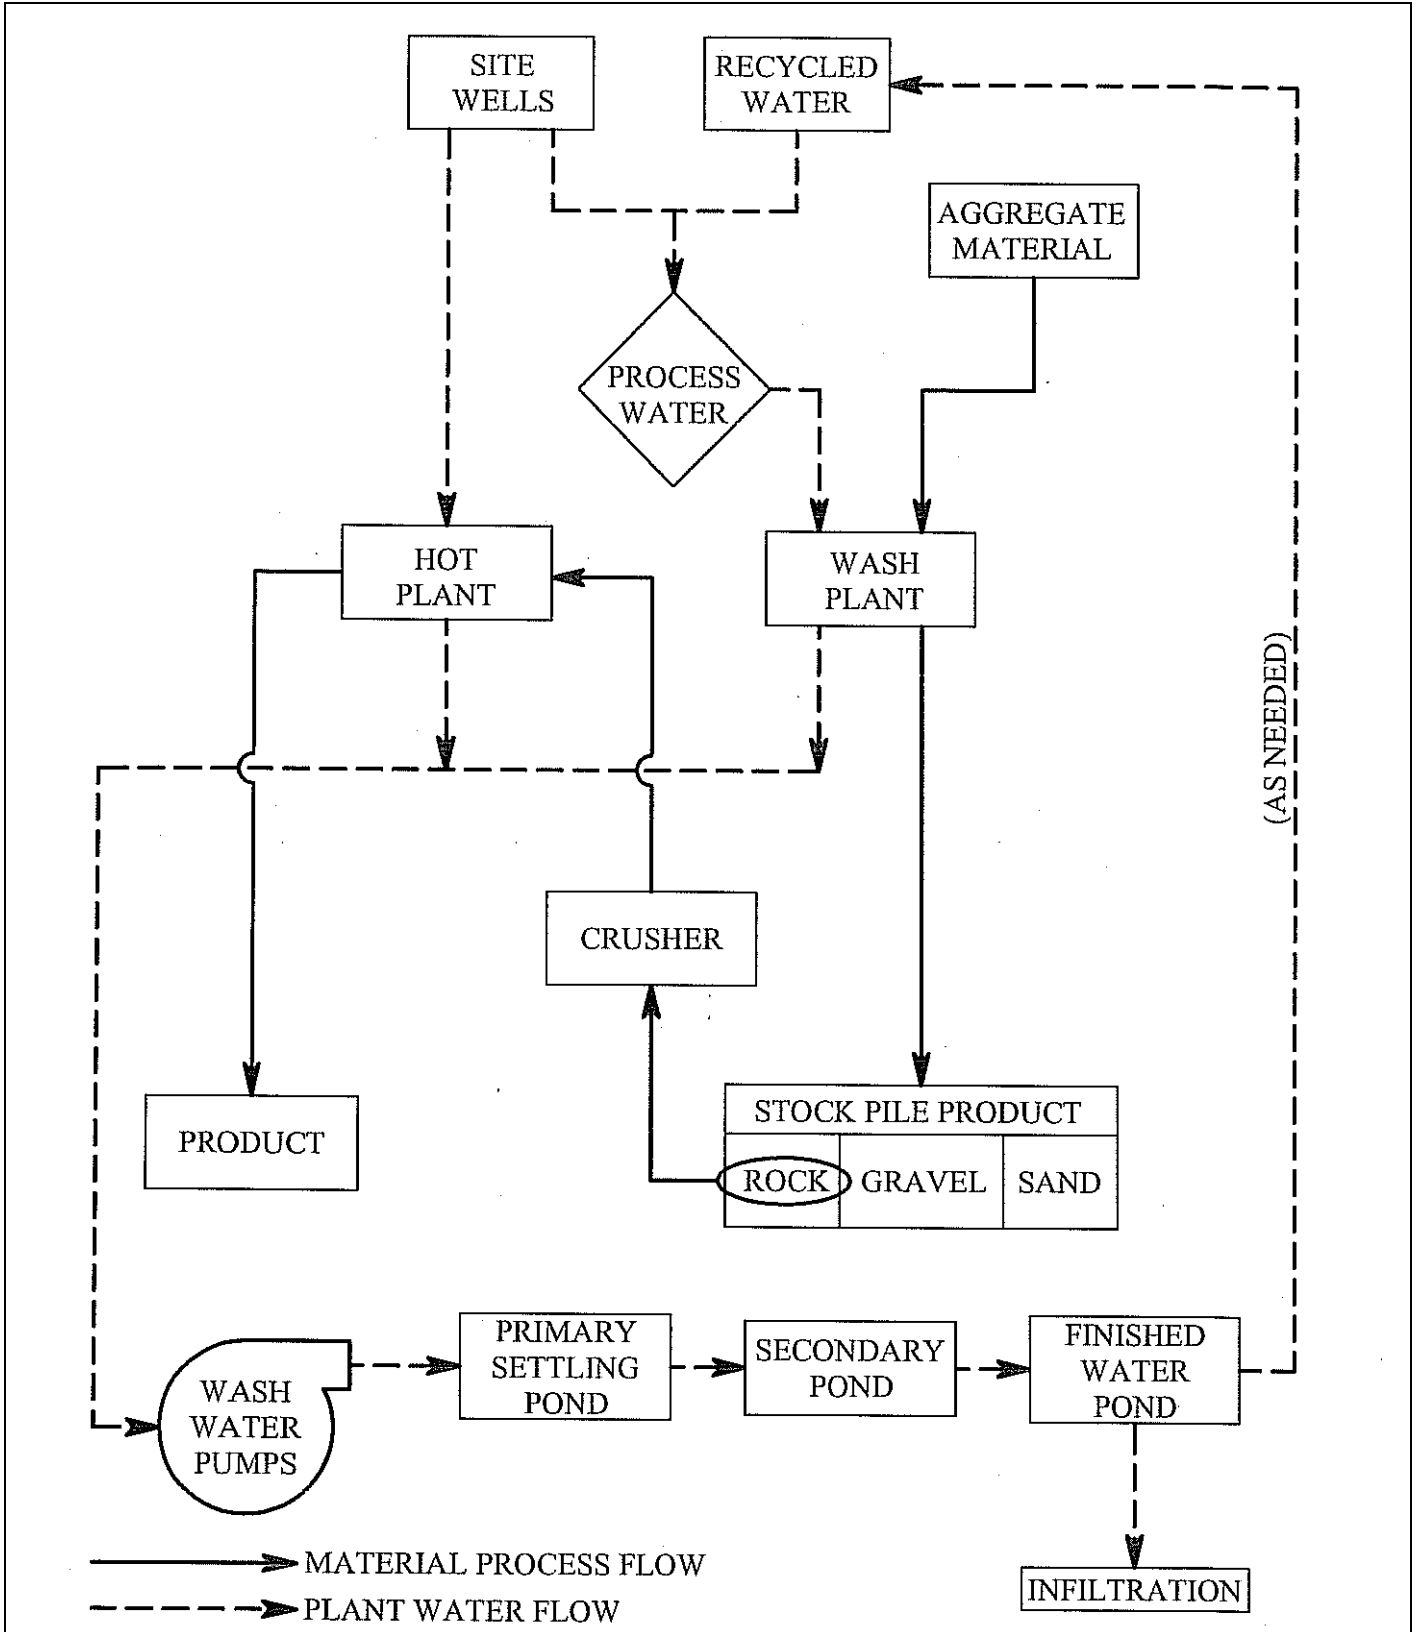 SITE
WELLS
RECYCLED
WATER
AGGREGATE
MATERIAL
PROCESS
WATER
HOT
PLANT
WASH
PLANT
(AS NEEDED)
CRUSHER
STOCK PILE PRODUCT
ROCK GRAVEL SAND
PRODUCT
WASH
WATER
PUMPS
PRIMARY
SETTLING
POND
SECONDARY
POND
FINISHED
WATER
POND
INFILTRATION
MATERIAL PROCESS FLOW
PLANT WATER FLOW